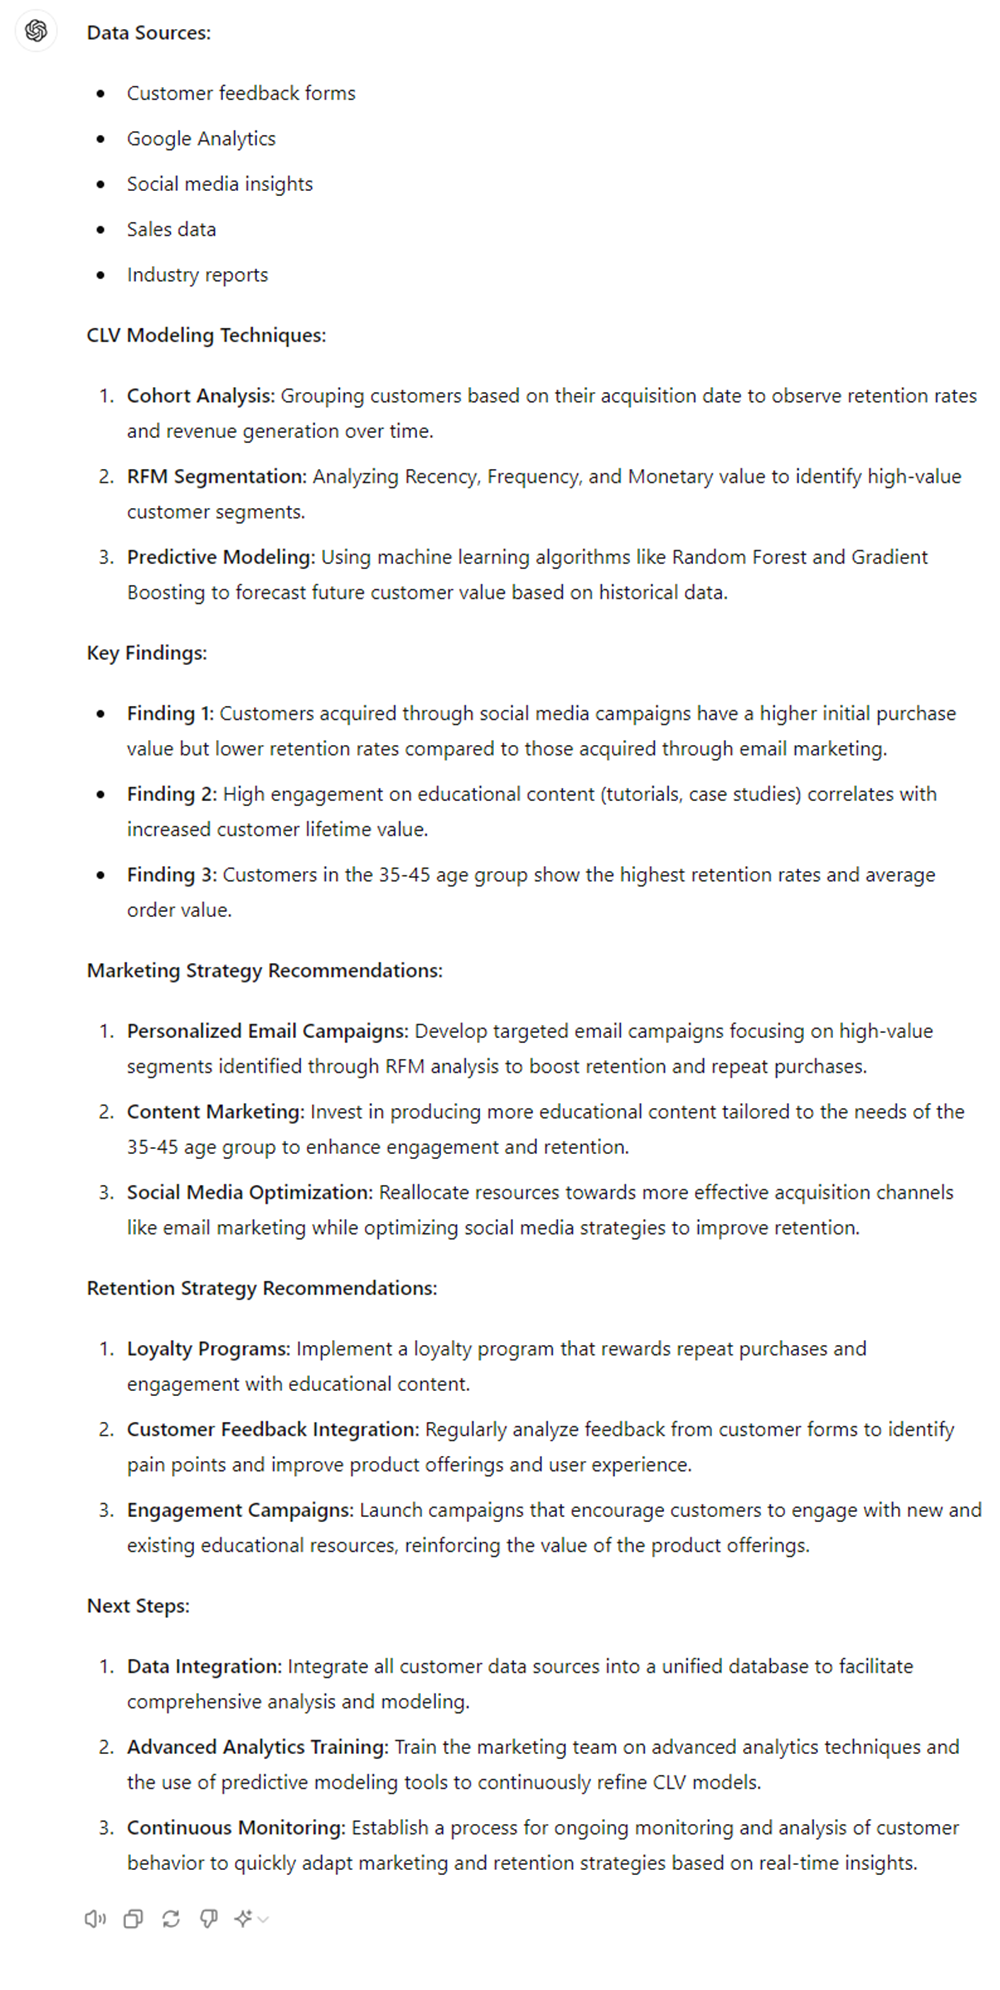 Data Sources:
• Customer feedback forms
• Google Analytics
• Social media insights
• Sales data
• Industry reports
CLV Modeling Techniques:
1. Cohort Analysis: Grouping customers based on their acquisition date to observe retention rates
and revenue generation over time.
2. RFM Segmentation: Analyzing Recency, Frequency, and Monetary value to identify high-value
customer segments.
3. Predictive Modeling: Using machine learning algorithms like Random Forest and Gradient
Boosting to forecast future customer value based on historical data.
Key Findings:
• Finding 1: Customers acquired through social media campaigns have a higher initial purchase
value but lower retention rates compared to those acquired through email marketing.
• Finding 2: High engagement on educational content (tutorials, case studies) correlates with
increased customer lifetime value.
• Finding 3: Customers in the 35-45 age group show the highest retention rates and average
order value.
Marketing Strategy Recommendations:
1. Personalized Email Campaigns: Develop targeted email campaigns focusing on high-value
segments identified through RFM analysis to boost retention and repeat purchases.
2. Content Marketing: Invest in producing more educational content tailored to the needs of the
35-45 age group to enhance engagement and retention.
3. Social Media Optimization: Reallocate resources towards more effective acquisition channels
like email marketing while optimizing social media strategies to improve retention.
Retention Strategy Recommendations:
1. Loyalty Programs: Implement a loyalty program that rewards repeat purchases and
engagement with educational content.
2. Customer Feedback Integration: Regularly analyze feedback from customer forms to identify
pain points and improve product offerings and user experience.
3. Engagement Campaigns: Launch campaigns that encourage customers to engage with new and
existing educational resources, reinforcing the value of the product offerings.
Next Steps:
1. Data Integration: Integrate all customer data sources into a unified database to facilitate
comprehensive analysis and modeling.
2. Advanced Analytics Training: Train the marketing team on advanced analytics techniques and
the use of predictive modeling tools to continuously refine CLV models.
3. Continuous Monitoring: Establish a process for ongoing monitoring and analysis of customer
behavior to quickly adapt marketing and retention strategies based on real-time insights.